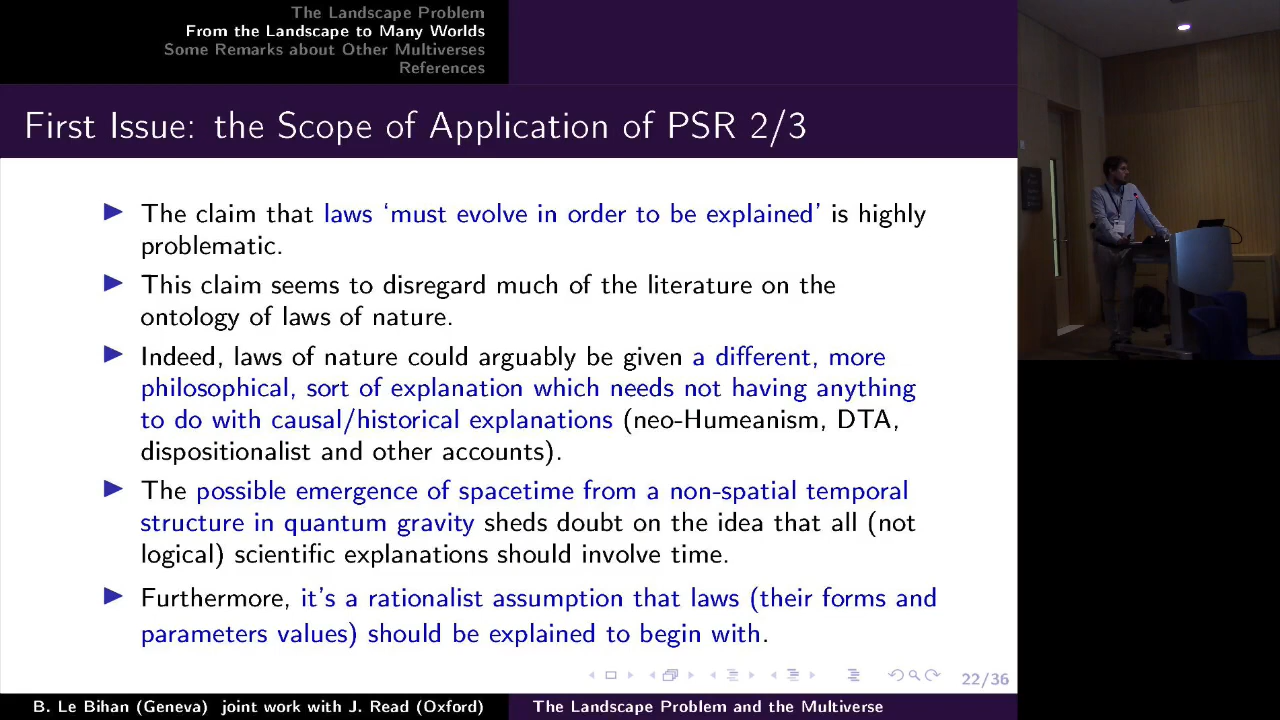 The Landscape Problem
From the Landscape to Many Worlds
Some Remarks about Other Multiverses
References
First Issue: the Scope of Application of PSR 2/3
The claim that laws ‘must evolve in order to be explained’ is highly
problematic.
This claim seems to disregard much of the literature on the
ontology of laws of nature.
Indeed, laws of nature could arguably be given a different, more
philosophical, sort of explanation which needs not having anything
to do with causal/historical explanations (neo-Humeanism, DTA,
dispositionalist and other accounts).
The possible emergence of spacetime from a non-spatial temporal
structure in quantum gravity sheds doubt on the idea that all (not
logical) scientific explanations should involve time.
Furthermore, it's a rationalist assumption that laws (their forms and
parameters values) should be explained to begin with.
22/36
B. Le Bihan (Geneva) joint work with J. Read (Oxford)
The Landscape Problem and the Multiverse